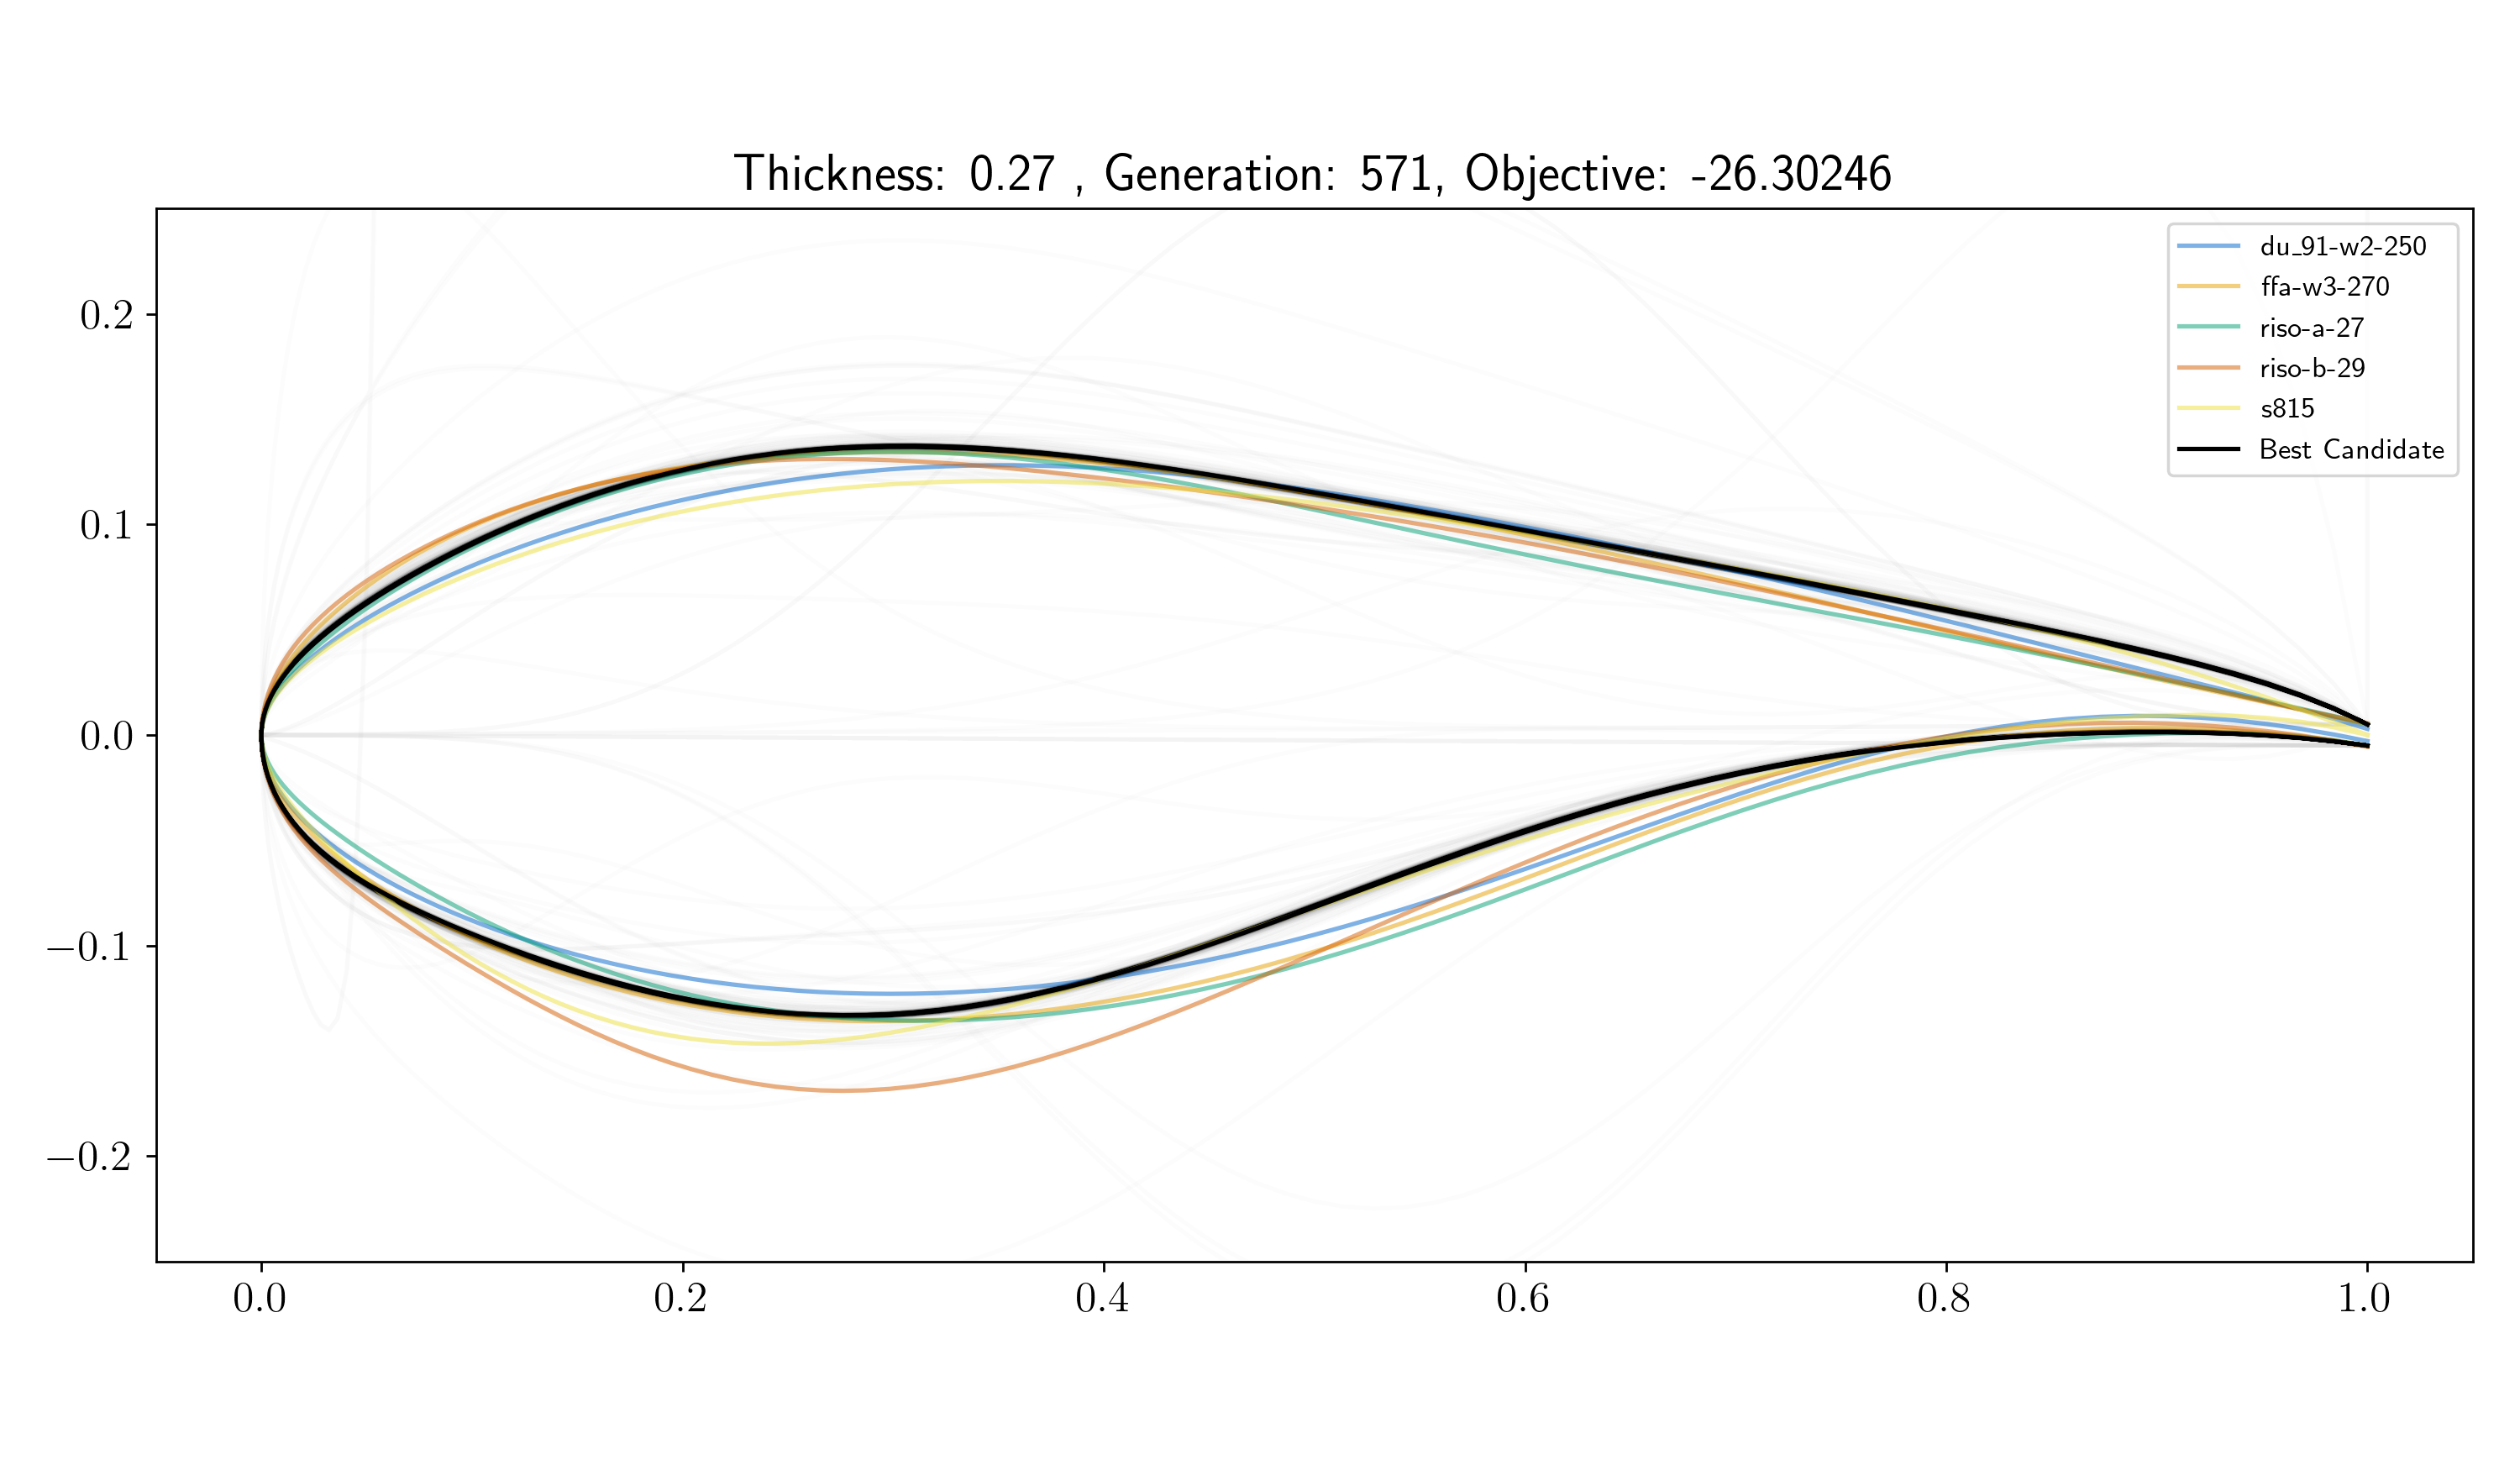 Thickness: 0.27 , Generation: 571, Objective: -26.30246
du_91-w2-250
ffa-w3-270
riso-a-27
riso-b-29
s815
Best Candidate
0.2
0.1
0.0
−0.1
−0.2
0.0 0.2 0.4 0.6 0.8 1.0